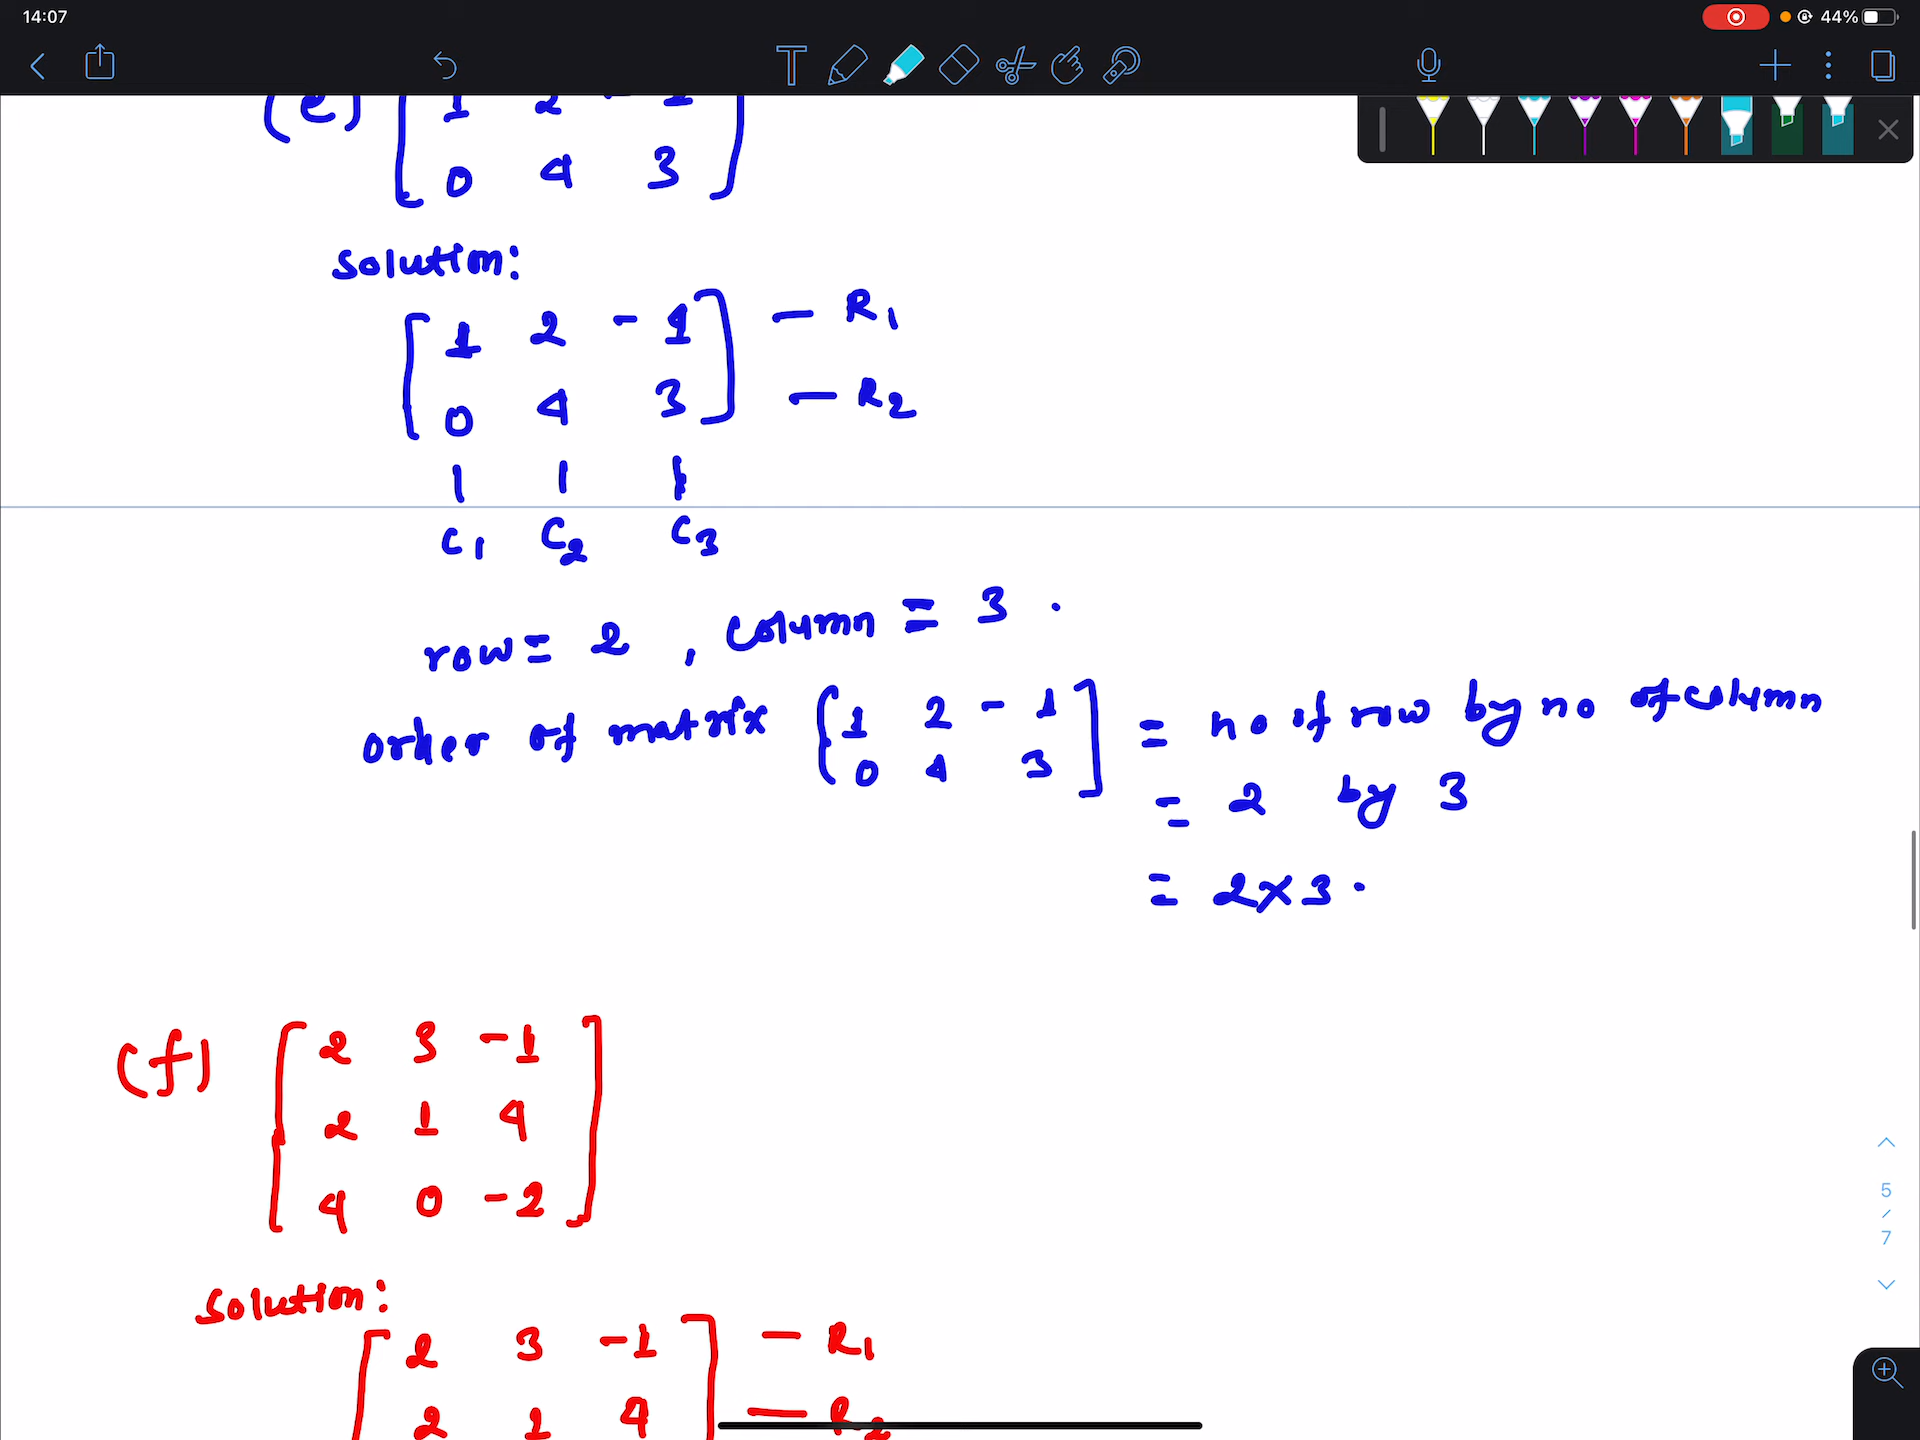 14:07
44%
(e) [ 1 2 - 1
0 4 3 ]
Solution:
[ 1 2 - 1 ] — R1
0 4 3 — R2
C1 C2 C3
row = 2 , Column = 3 .
order of matrix [ 1 2 - 1 ] = no of row by no of column
0 4 3
= 2 by 3
= 2 × 3 .
(f) [ 2 3 - 1
2 1 4
4 0 - 2 ]
Solution:
[ 2 3 - 1 ] — R1
2 1 4 — R2
5
/
7